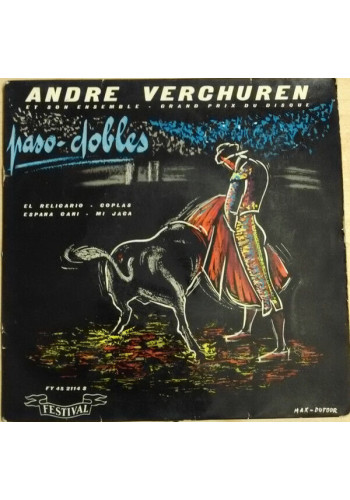 ANDRE VERCHUREN
ET SON ENSEMBLE - GRAND PRIX DU DISQUE
paso-dobles
EL RELICARIO - COPLAS
ESPANA CANI - MI JACA
FY 45 2114 S
FESTIVAL
MAX-DUFOUR